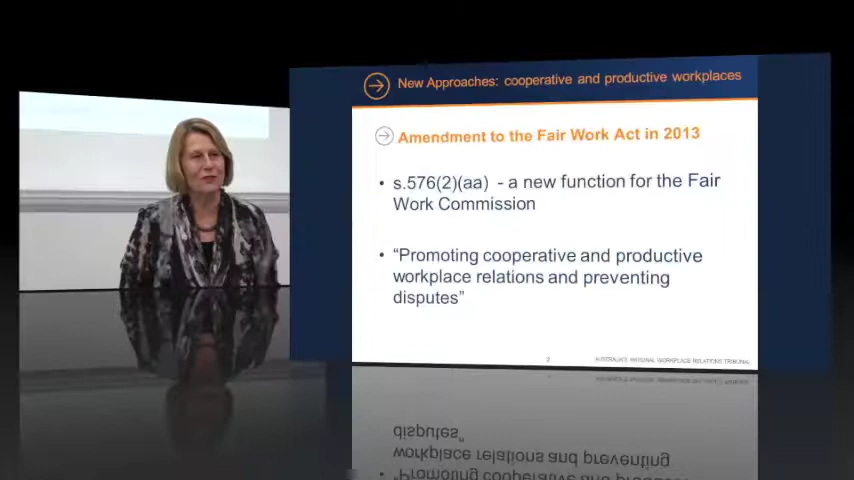 New Approaches: cooperative and productive workplaces
Amendment to the Fair Work Act in 2013
• s.576(2)(aa) - a new function for the Fair
Work Commission
• “Promoting cooperative and productive
workplace relations and preventing
disputes”
2
AUSTRALIA'S NATIONAL WORKPLACE RELATIONS TRIBUNAL